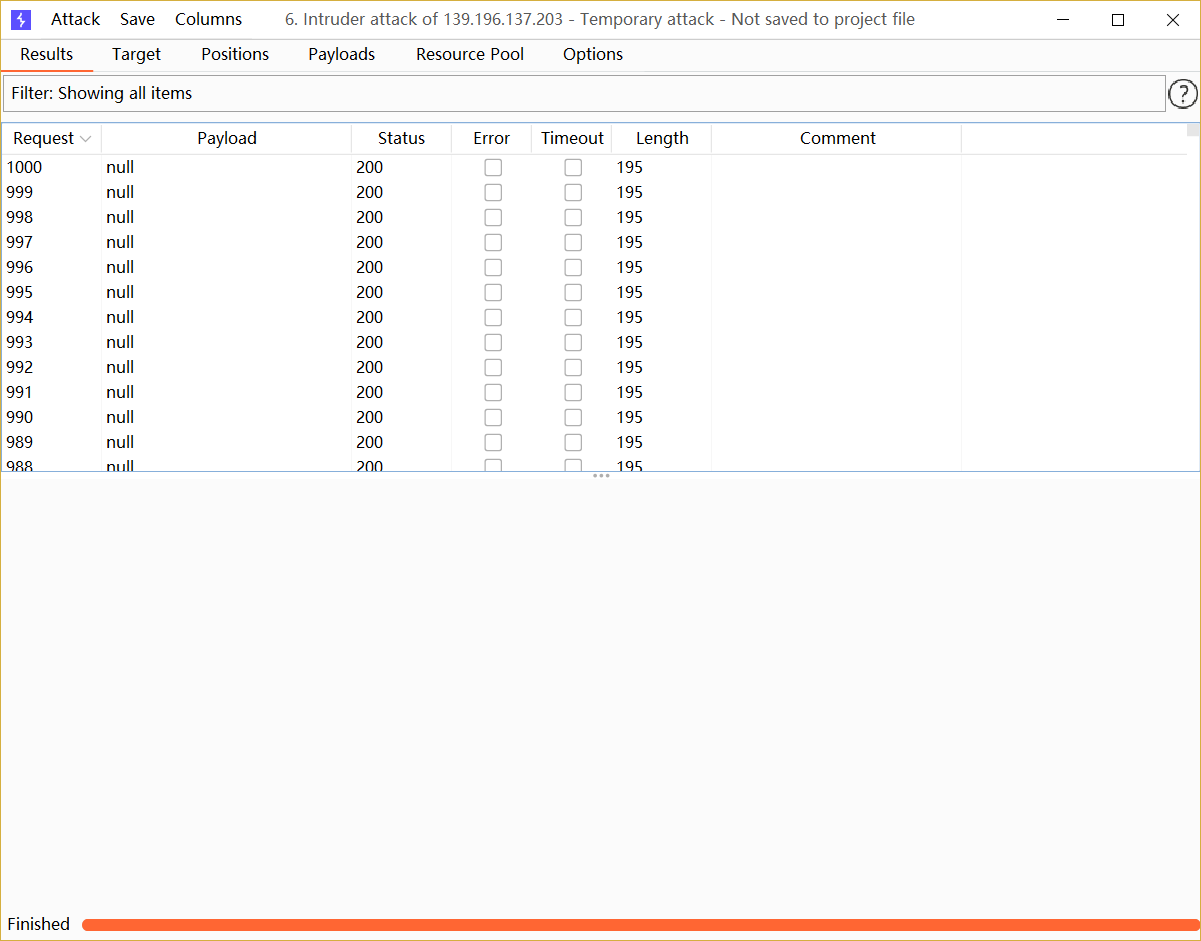 Attack Save Columns 6. Intruder attack of 139.196.137.203 - Temporary attack - Not saved to project file
Results Target Positions Payloads Resource Pool Options
Filter: Showing all items
?
Request Payload Status Error Timeout Length Comment
1000 null 200 195
999 null 200 195
998 null 200 195
997 null 200 195
996 null 200 195
995 null 200 195
994 null 200 195
993 null 200 195
992 null 200 195
991 null 200 195
990 null 200 195
989 null 200 195
988 null 200 195
Finished